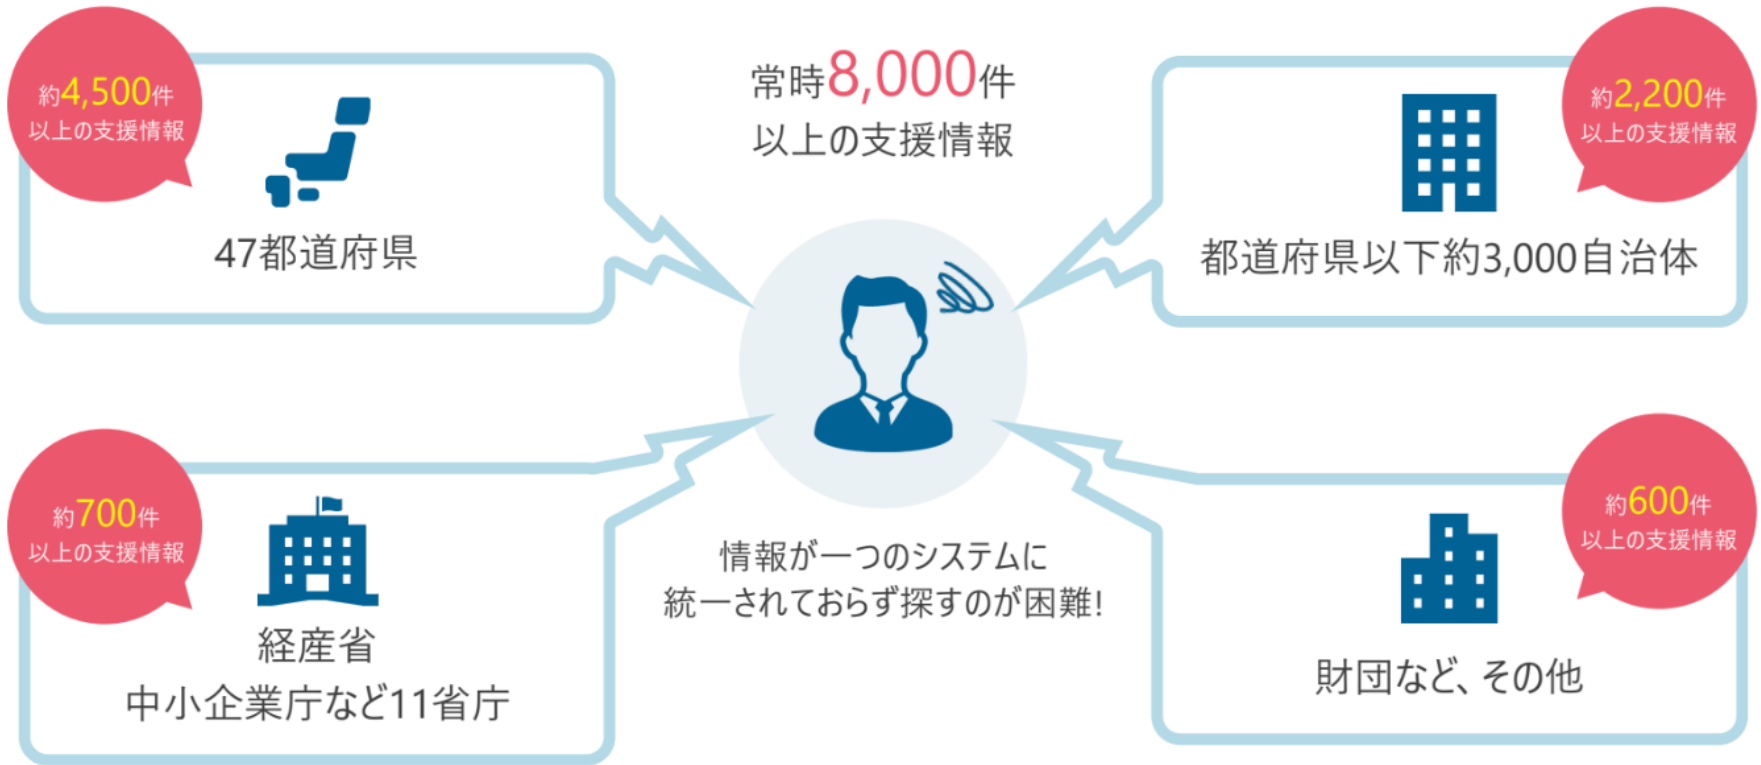 約4,500件
以上の支援情報
47都道府県
常時8,000件
以上の支援情報
約2,200件
以上の支援情報
都道府県以下約3,000自治体
約700件
以上の支援情報
経産省
中小企業庁など11省庁
情報が一つのシステムに
統一されておらず探すのが困難!
約600件
以上の支援情報
財団など、その他